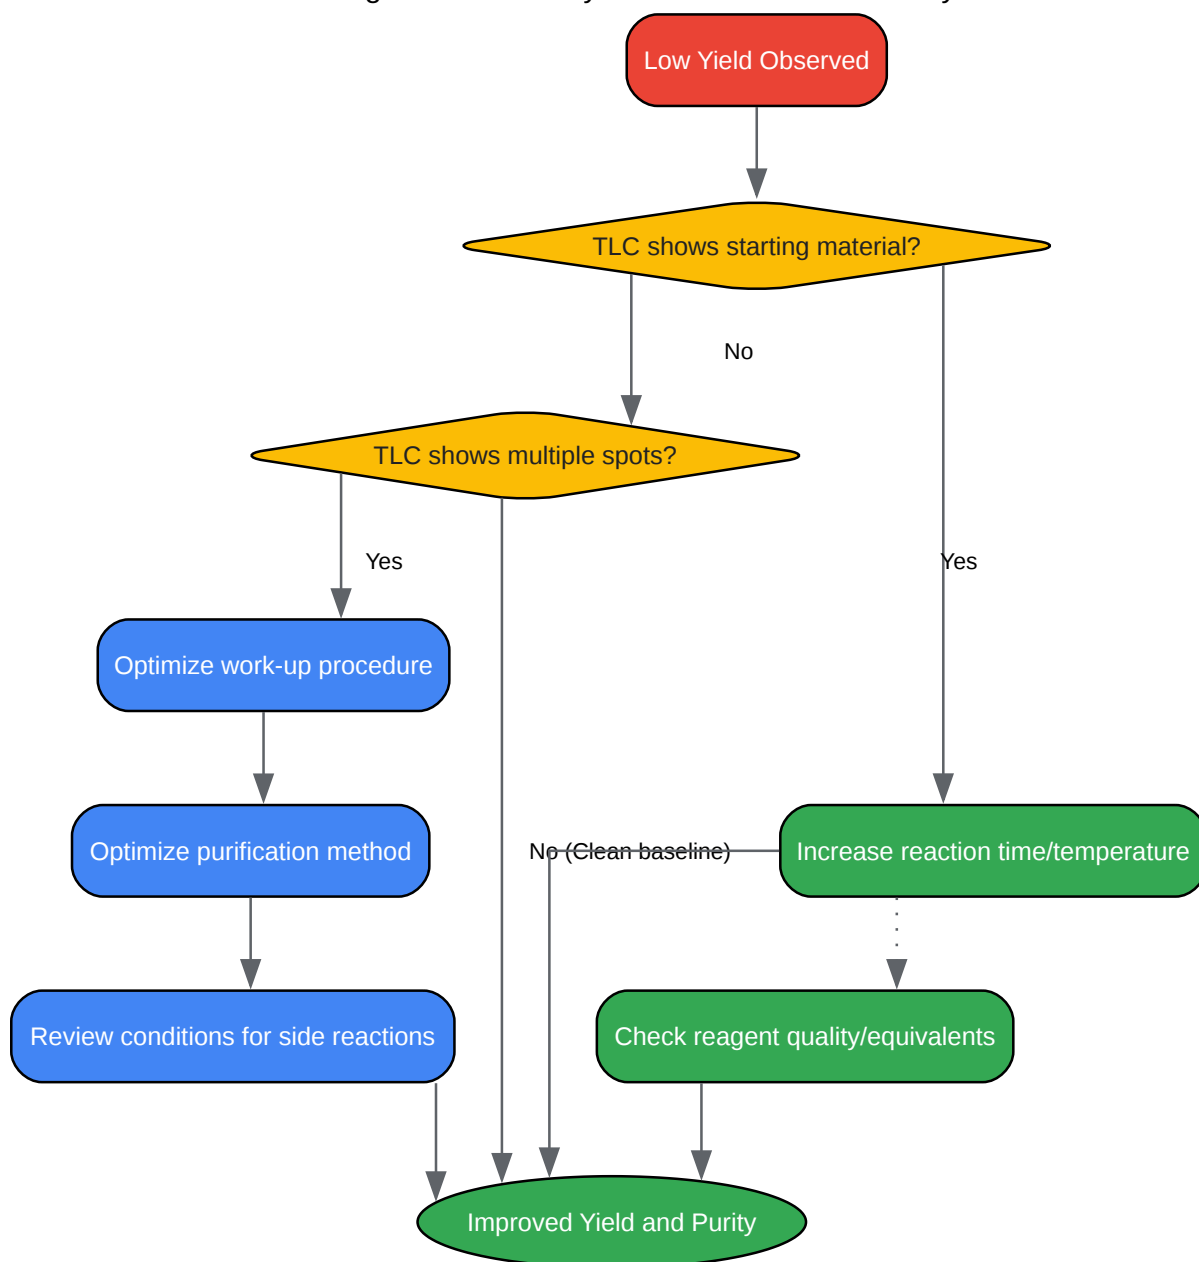 Low Yield Observed
TLC shows starting material?
No
TLC shows multiple spots?
Yes
Yes
Optimize work-up procedure
Optimize purification method
No (Clean baseline)
Increase reaction time/temperature
Review conditions for side reactions
Check reagent quality/equivalents
Improved Yield and Purity